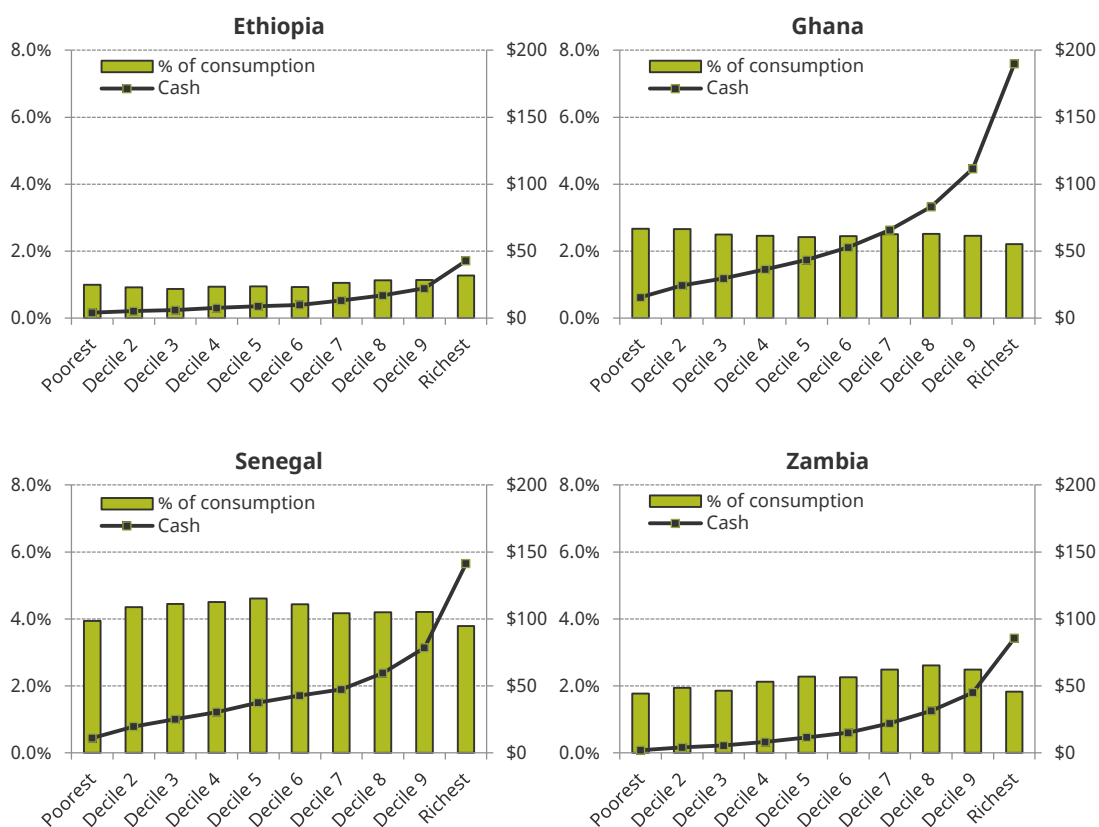 Ethiopia
8.0%
6.0%
4.0%
2.0%
0.0%
% of consumption
Cash
$200
$150
$100
$50
$0
Poorest
Decile 2
Decile 3
Decile 4
Decile 5
Decile 6
Decile 7
Decile 8
Decile 9
Richest
Ghana
8.0%
6.0%
4.0%
2.0%
0.0%
% of consumption
Cash
$200
$150
$100
$50
$0
Poorest
Decile 2
Decile 3
Decile 4
Decile 5
Decile 6
Decile 7
Decile 8
Decile 9
Richest
Senegal
8.0%
6.0%
4.0%
2.0%
0.0%
% of consumption
Cash
$200
$150
$100
$50
$0
Poorest
Decile 2
Decile 3
Decile 4
Decile 5
Decile 6
Decile 7
Decile 8
Decile 9
Richest
Zambia
8.0%
6.0%
4.0%
2.0%
0.0%
% of consumption
Cash
$200
$150
$100
$50
$0
Poorest
Decile 2
Decile 3
Decile 4
Decile 5
Decile 6
Decile 7
Decile 8
Decile 9
Richest